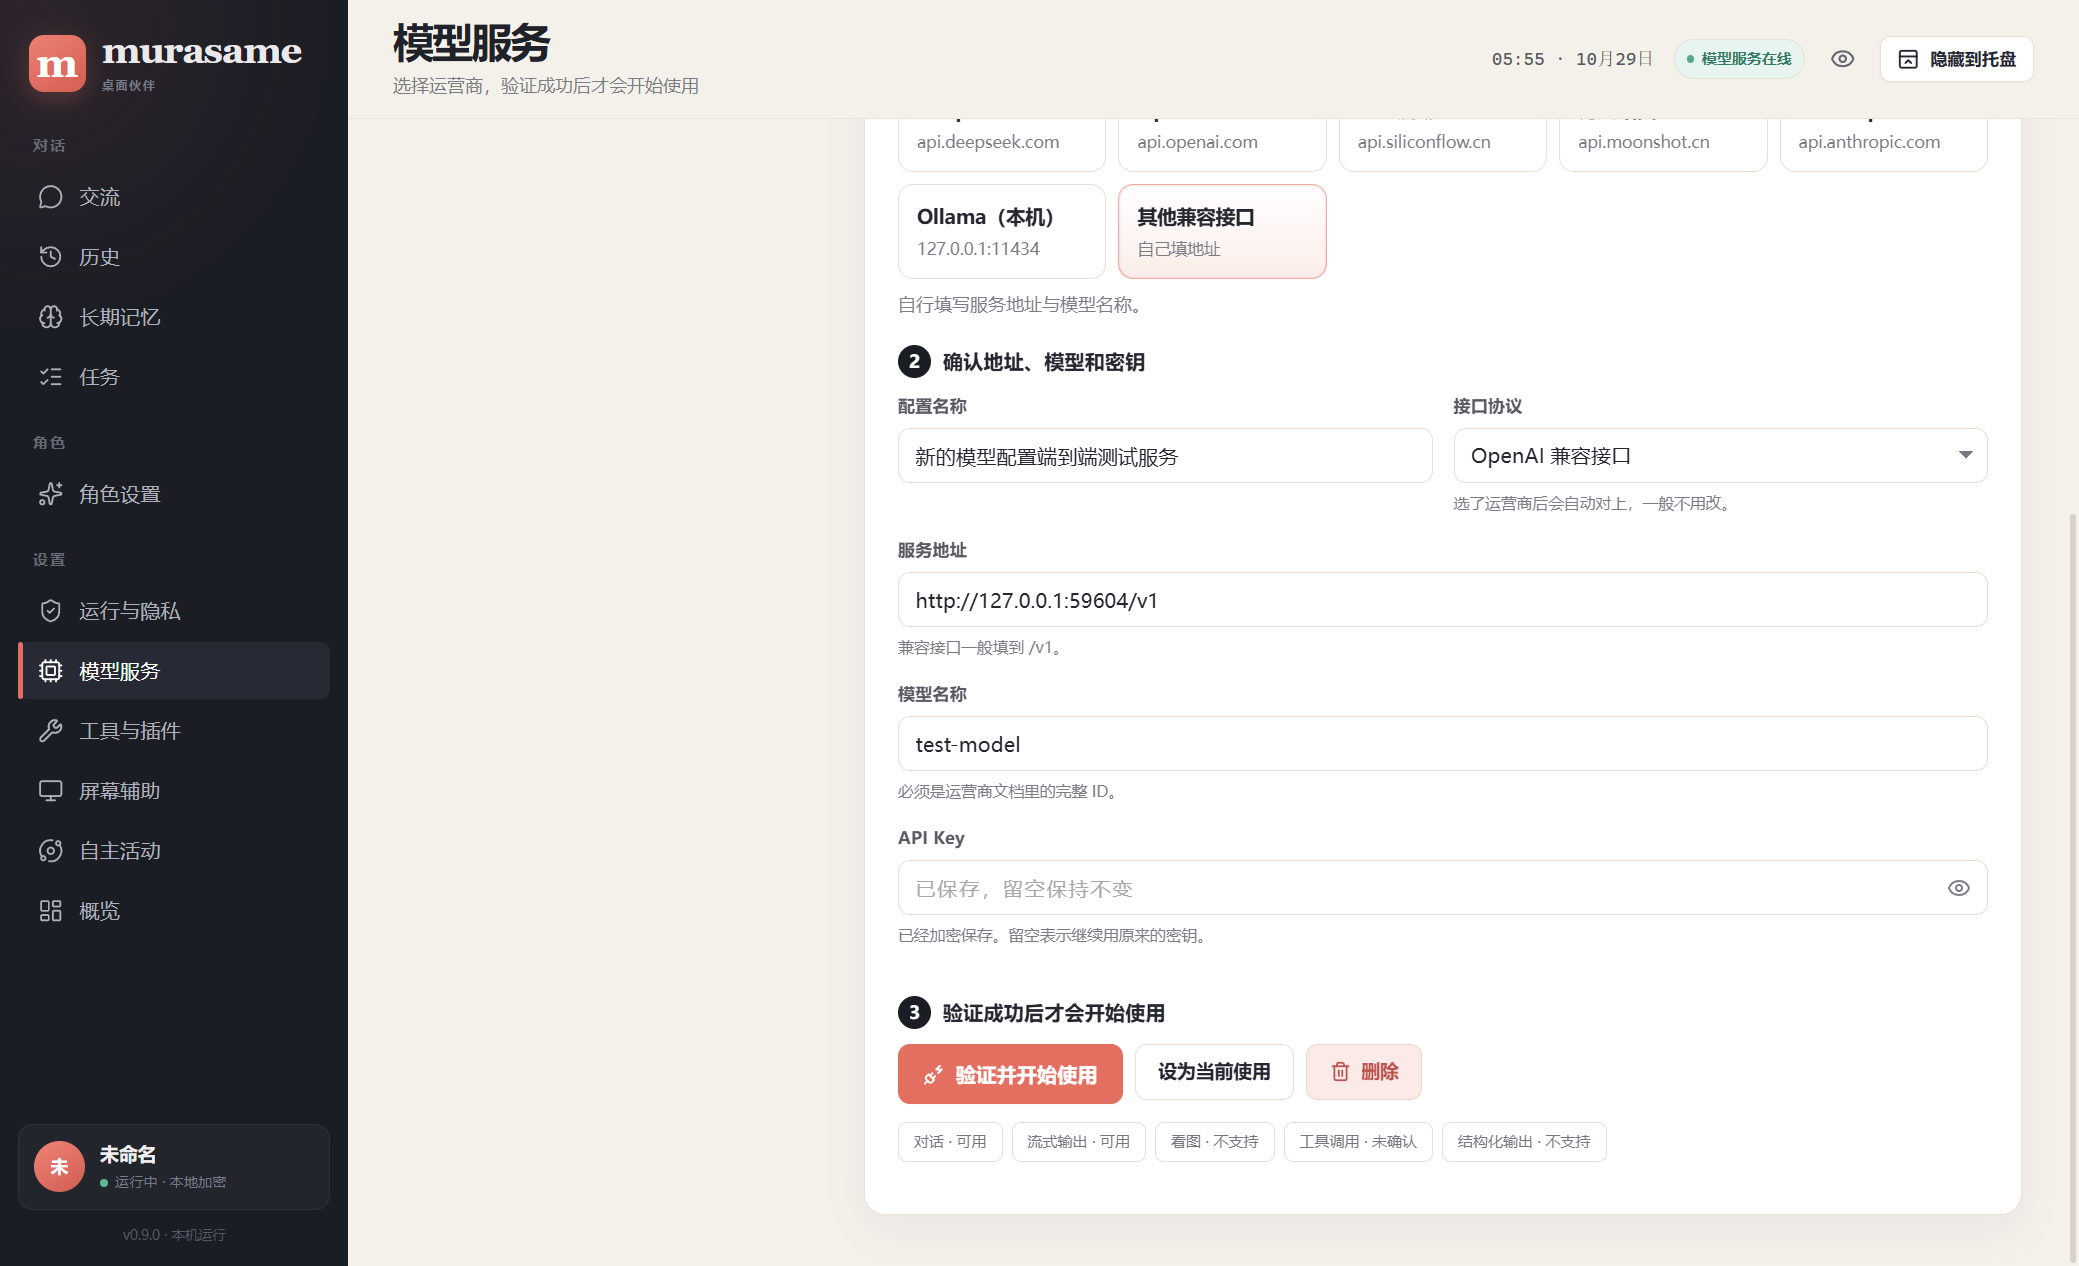 m
murasame
桌面伙伴
对话
交流
历史
长期记忆
任务
角色
角色设置
设置
运行与隐私
模型服务
工具与插件
屏幕辅助
自主活动
概览
未
未命名
运行中 · 本地加密
v0.9.0 · 本机运行
模型服务
选择运营商，验证成功后才会开始使用
05:55 · 10月29日
模型服务在线
隐藏到托盘
api.deepseek.com
api.openai.com
api.siliconflow.cn
api.moonshot.cn
api.anthropic.com
Ollama（本机）
127.0.0.1:11434
其他兼容接口
自己填地址
自行填写服务地址与模型名称。
2 确认地址、模型和密钥
配置名称
新的模型配置端到端测试服务
接口协议
OpenAI 兼容接口
选了运营商后会自动对上，一般不用改。
服务地址
http://127.0.0.1:59604/v1
兼容接口一般填到 /v1。
模型名称
test-model
必须是运营商文档里的完整 ID。
API Key
已保存，留空保持不变
已经加密保存。留空表示继续用原来的密钥。
3 验证成功后才会开始使用
验证并开始使用
设为当前使用
删除
对话 · 可用
流式输出 · 可用
看图 · 不支持
工具调用 · 未确认
结构化输出 · 不支持